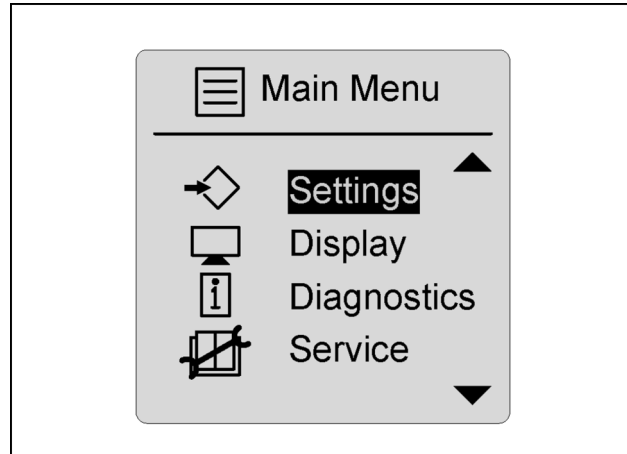 Main Menu
Settings
Display
Diagnostics
Service